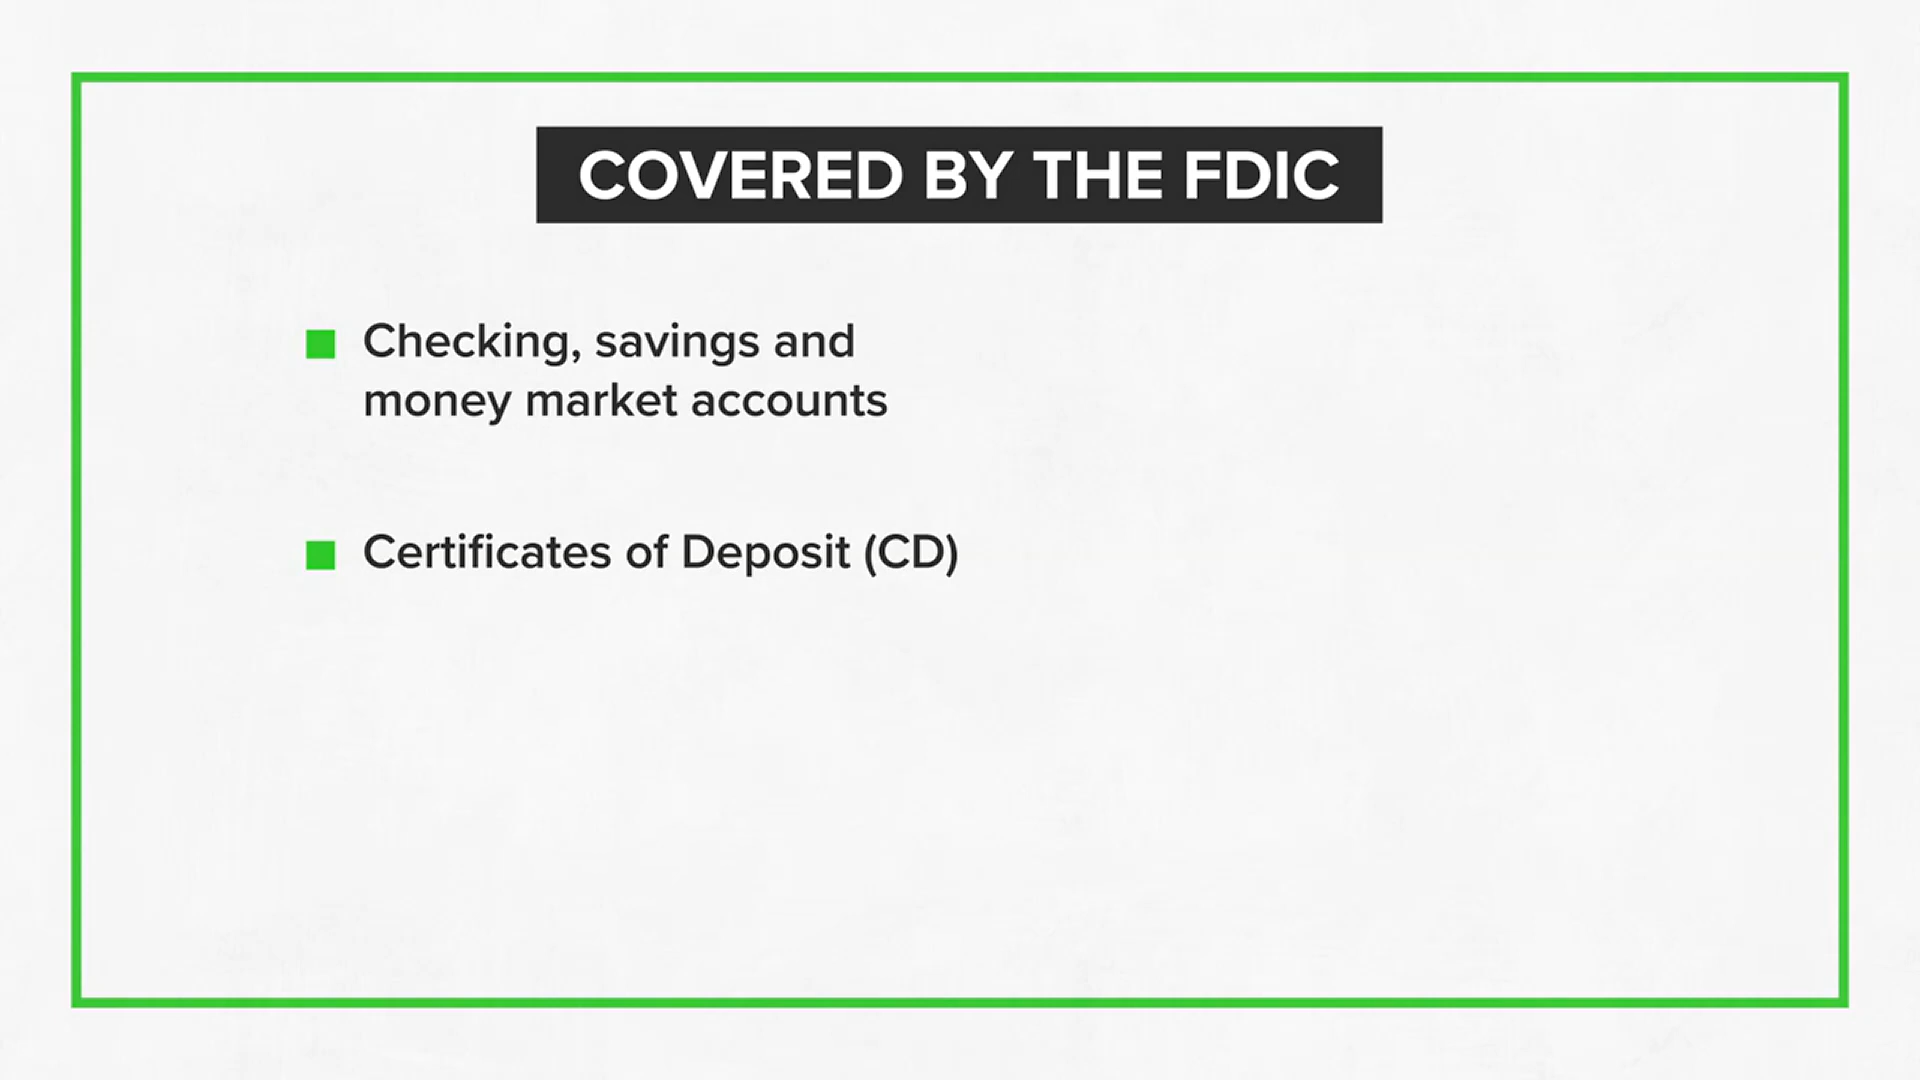 COVERED BY THE FDIC
Checking, savings and
money market accounts
Certificates of Deposit (CD)